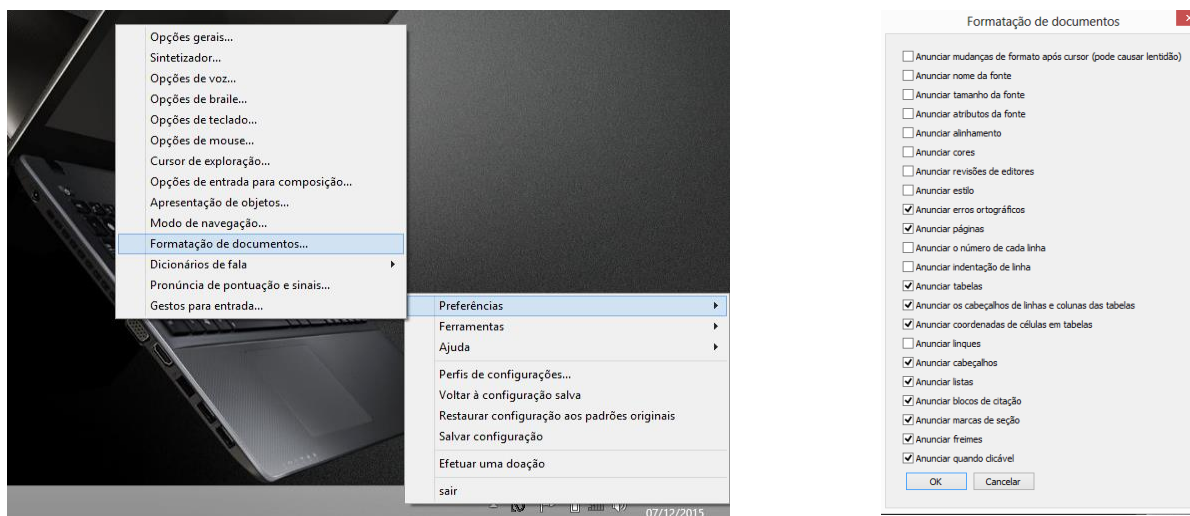 Opções gerais...
Sintetizador...
Opções de voz...
Opções de braile...
Opções de teclado...
Opções de mouse...
Cursor de exploração...
Opções de entrada para composição...
Apresentação de objetos...
Modo de navegação...
Formatação de documentos...
Dicionários de fala
Pronúncia de pontuação e sinais...
Gestos para entrada...
Preferências
Ferramentas
Ajuda
Perfis de configurações...
Voltar à configuração salva
Restaurar configuração aos padrões originais
Salvar configuração
Efetuar uma doação
sair
07/12/2015
Formatação de documentos
Anunciar mudanças de formato após cursor (pode causar lentidão)
Anunciar nome da fonte
Anunciar tamanho da fonte
Anunciar atributos da fonte
Anunciar alinhamento
Anunciar cores
Anunciar revisões de editores
Anunciar estilo
Anunciar erros ortográficos
Anunciar páginas
Anunciar o número de cada linha
Anunciar indentação de linha
Anunciar tabelas
Anunciar os cabeçalhos de linhas e colunas das tabelas
Anunciar coordenadas de células em tabelas
Anunciar linques
Anunciar cabeçalhos
Anunciar listas
Anunciar blocos de citação
Anunciar marcas de seção
Anunciar freimes
Anunciar quando clicável
OK Cancelar